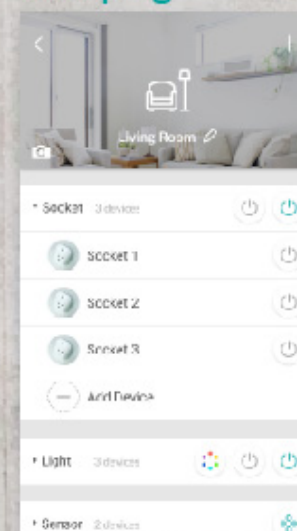 Living Room
Socket 3 devices
Socket 1
Socket 2
Socket 3
Add Device
Light 3 devices
Sensor 2 devices